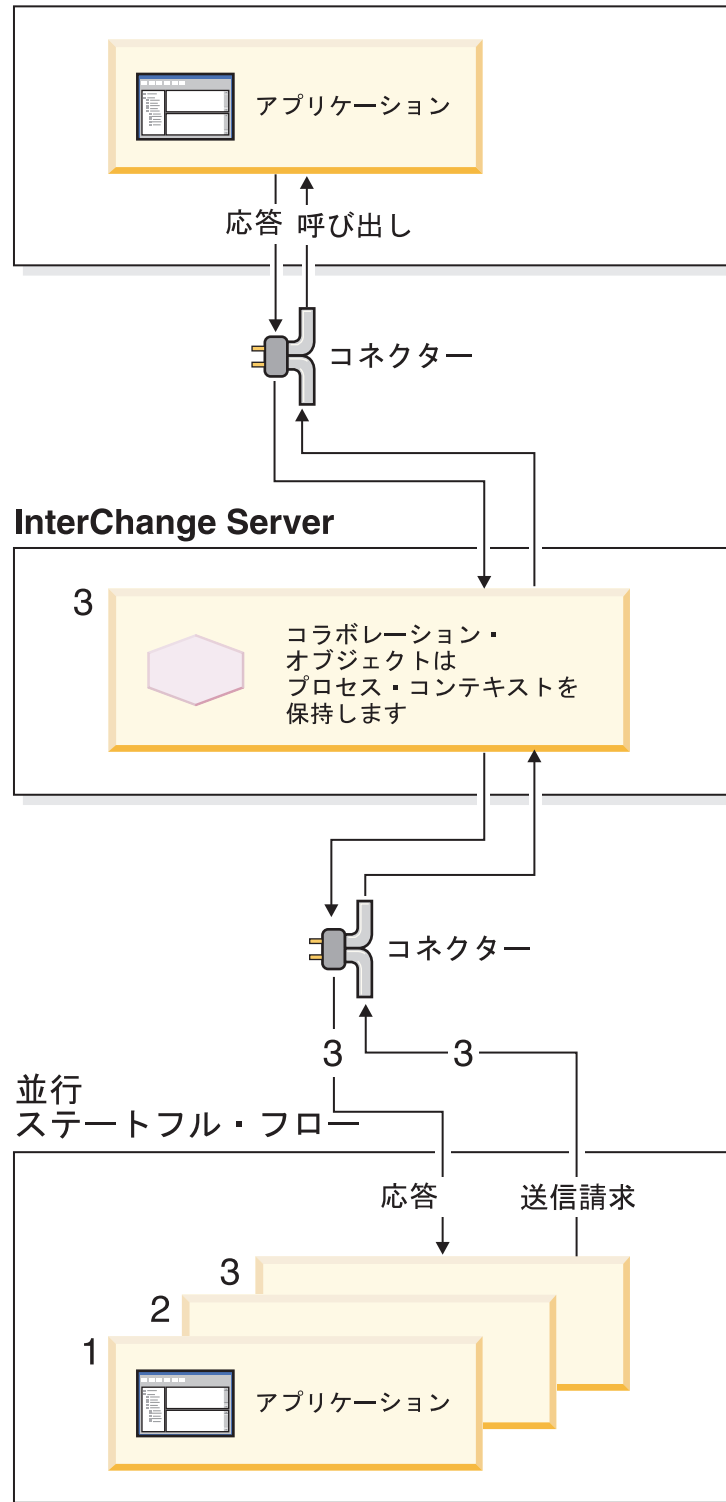 アプリケーション
応答 呼び出し
コネクター
InterChange Server
3
コラボレーション・
オブジェクトは
プロセス・コンテキストを
保持します
コネクター
3 3
並行
ステートフル・フロー
応答 送信請求
3
2
1
アプリケーション